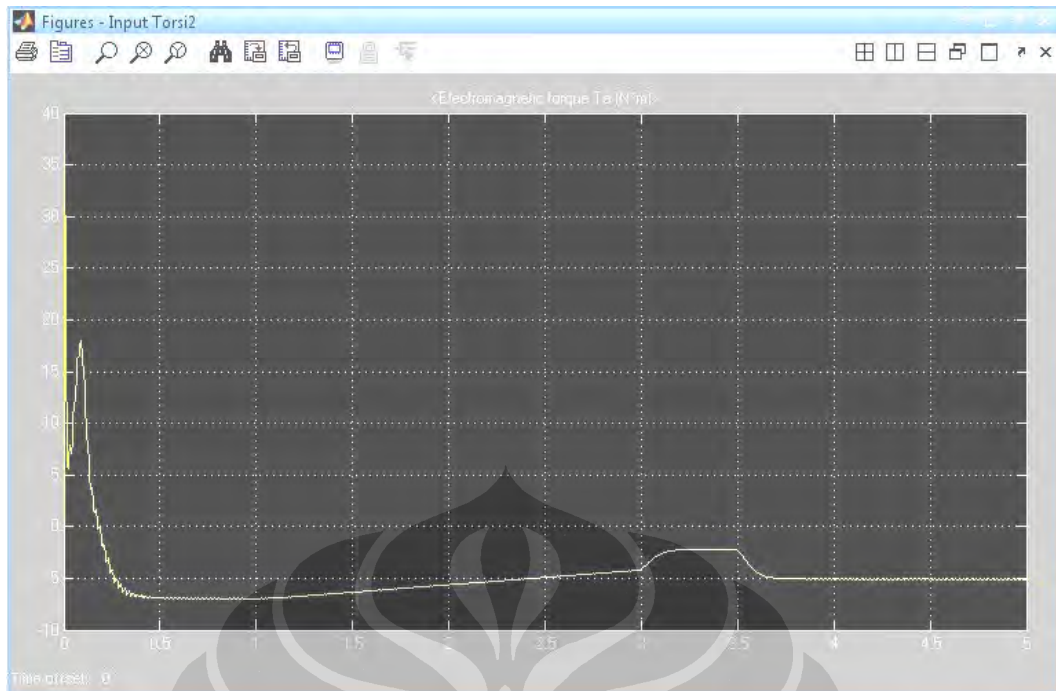 Figures - Input Torsi2
<Electromagnetic torque Te (N*m)>
40
35
30
25
20
15
10
5
0
-5
-10
0 0.5 1 1.5 2 2.5 3 3.5 4 4.5 5
Time offset: 0